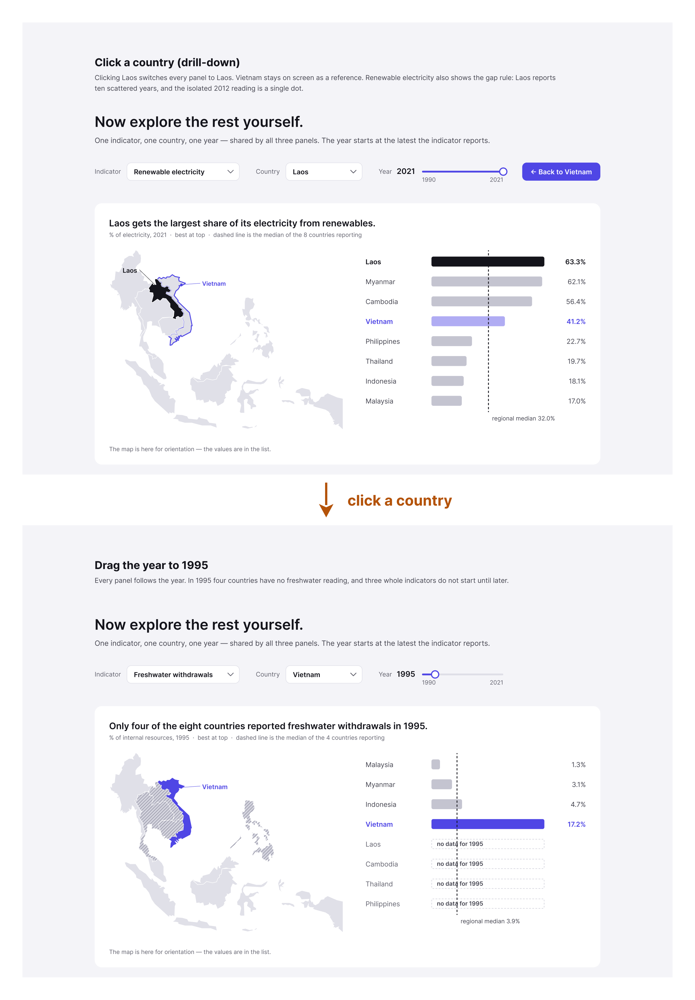 Click a country (drill-down)
Clicking Laos switches every panel to Laos. Vietnam stays on screen as a reference. Renewable electricity also shows the gap rule: Laos reports
ten scattered years, and the isolated 2012 reading is a single dot.
Now explore the rest yourself.
One indicator, one country, one year — shared by all three panels. The year starts at the latest the indicator reports.
Indicator Renewable electricity Country Laos Year 2021 ← Back to Vietnam
1990 2021
Laos gets the largest share of its electricity from renewables.
% of electricity, 2021 · best at top · dashed line is the median of the 8 countries reporting
Laos
Vietnam
Laos 63.3%
Myanmar 62.1%
Cambodia 56.4%
Vietnam 41.2%
Philippines 22.7%
Thailand 19.7%
Indonesia 18.1%
Malaysia 17.0%
regional median 32.0%
The map is here for orientation — the values are in the list.
click a country
Drag the year to 1995
Every panel follows the year. In 1995 four countries have no freshwater reading, and three whole indicators do not start until later.
Now explore the rest yourself.
One indicator, one country, one year — shared by all three panels. The year starts at the latest the indicator reports.
Indicator Freshwater withdrawals Country Vietnam Year 1995
1990 2021
Only four of the eight countries reported freshwater withdrawals in 1995.
% of internal resources, 1995 · best at top · dashed line is the median of the 4 countries reporting
Vietnam
Malaysia 1.3%
Myanmar 3.1%
Indonesia 4.7%
Vietnam 17.2%
Laos no data for 1995
Cambodia no data for 1995
Thailand no data for 1995
Philippines no data for 1995
regional median 3.9%
The map is here for orientation — the values are in the list.